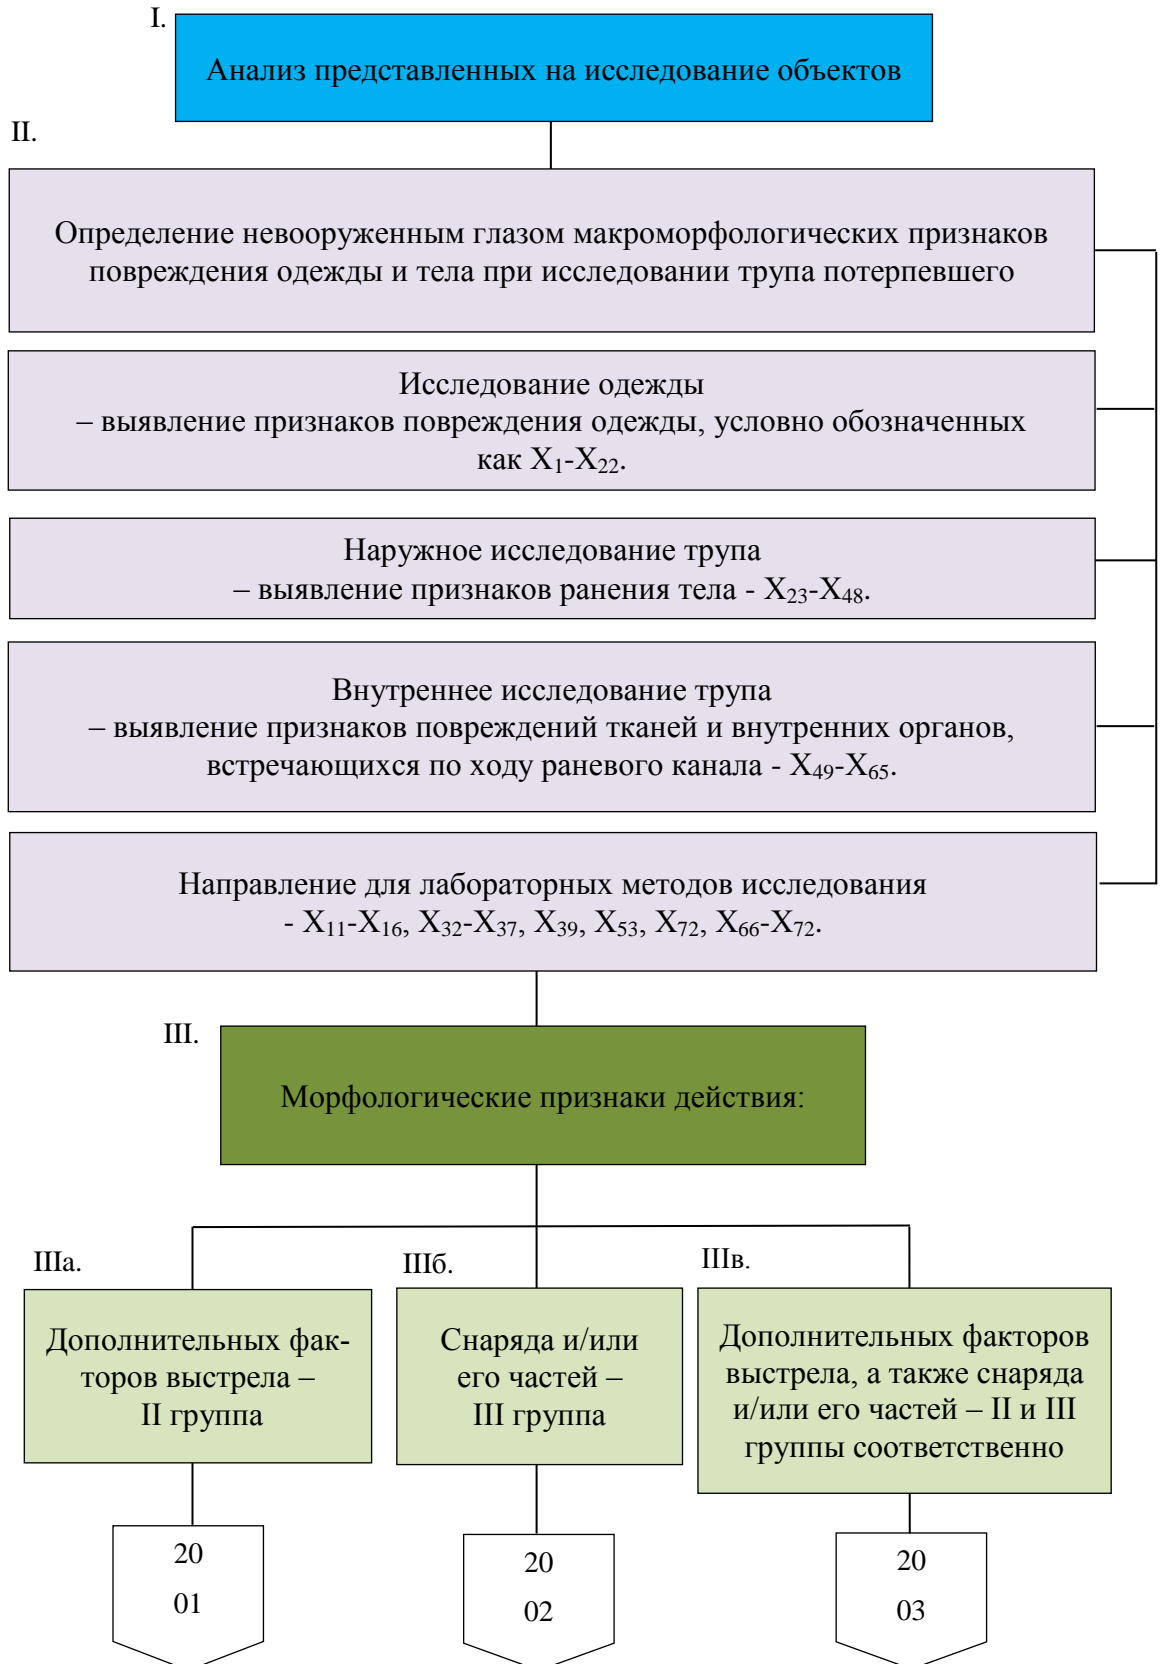 I.
Анализ представленных на исследование объектов
II.
Определение невооруженным глазом макроморфологических признаков
повреждения одежды и тела при исследовании трупа потерпевшего
Исследование одежды
– выявление признаков повреждения одежды, условно обозначенных
как X₁-X₂₂.
Наружное исследование трупа
– выявление признаков ранения тела - X₂₃-X₄₈.
Внутреннее исследование трупа
– выявление признаков повреждений тканей и внутренних органов,
встречающихся по ходу раневого канала - X₄₉-X₆₅.
Направление для лабораторных методов исследования
- X₁₁-X₁₆, X₃₂-X₃₇, X₃₉, X₅₃, X₇₂, X₆₆-X₇₂.
III.
Морфологические признаки действия:
IIIа.
Дополнительных фак-
торов выстрела –
II группа
20
01
IIIб.
Снаряда и/или
его частей –
III группа
20
02
IIIв.
Дополнительных факторов
выстрела, а также снаряда
и/или его частей – II и III
группы соответственно
20
03